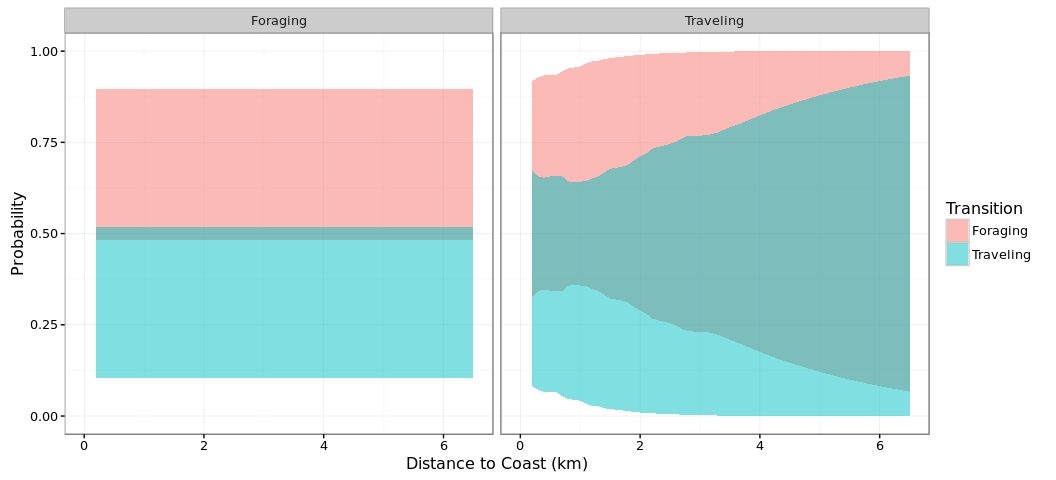 Foraging
Traveling
1.00
0.75
0.50
0.25
0.00
Probability
0 2 4 6
0 2 4 6
Distance to Coast (km)
Transition
Foraging
Traveling